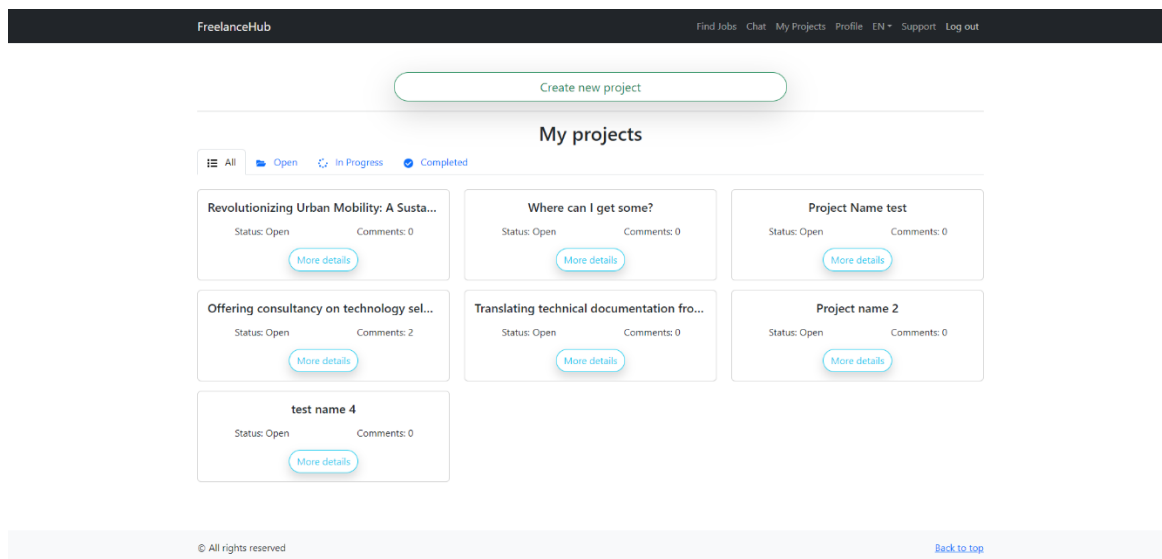 FreelanceHub Find Jobs Chat My Projects Profile EN Support Log out
Create new project
My projects
All Open In Progress Completed
Revolutionizing Urban Mobility: A Susta... Where can I get some? Project Name test
Status: Open Comments: 0 Status: Open Comments: 0 Status: Open Comments: 0
More details More details More details
Offering consultancy on technology sel... Translating technical documentation fro... Project name 2
Status: Open Comments: 2 Status: Open Comments: 0 Status: Open Comments: 0
More details More details More details
test name 4
Status: Open Comments: 0
More details
© All rights reserved Back to top